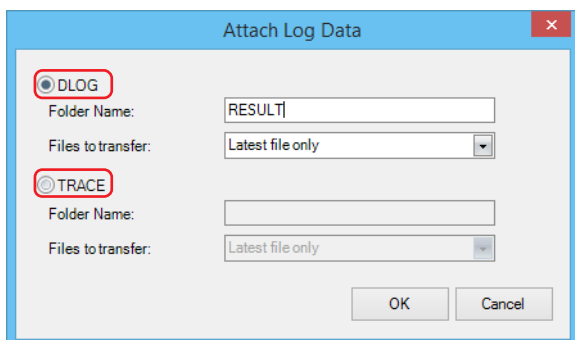 Attach Log Data
DLOG
Folder Name: RESULT
Files to transfer: Latest file only
TRACE
Folder Name:
Files to transfer: Latest file only
OK Cancel